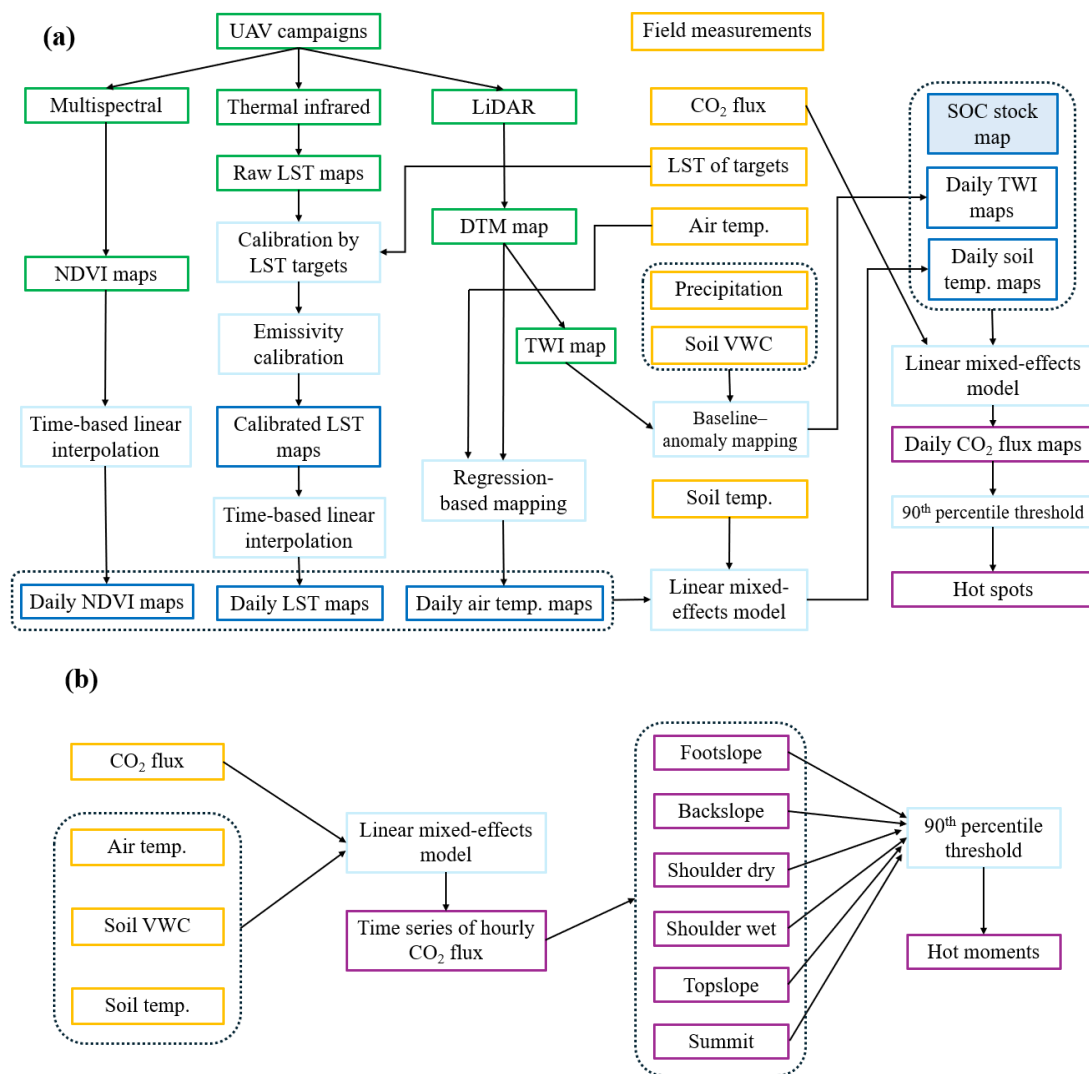 (a)
UAV campaigns
Field measurements
Multispectral
Thermal infrared
LiDAR
CO₂ flux
SOC stock
map
Raw LST maps
LST of targets
Daily TWI
maps
Calibration by
LST targets
DTM map
Air temp.
Daily soil
temp. maps
NDVI maps
Precipitation
Emissivity
calibration
TWI map
Soil VWC
Linear mixed-effects
model
Time-based linear
interpolation
Calibrated LST
maps
Baseline–
anomaly mapping
Daily CO₂ flux maps
Regression-
based mapping
Soil temp.
Time-based linear
interpolation
90th percentile threshold
Daily NDVI maps
Daily LST maps
Daily air temp. maps
Linear mixed-
effects model
Hot spots
(b)
CO₂ flux
Air temp.
Soil VWC
Soil temp.
Linear mixed-effects
model
Time series of hourly
CO₂ flux
Footslope
Backslope
Shoulder dry
Shoulder wet
Topslope
Summit
90th percentile
threshold
Hot moments